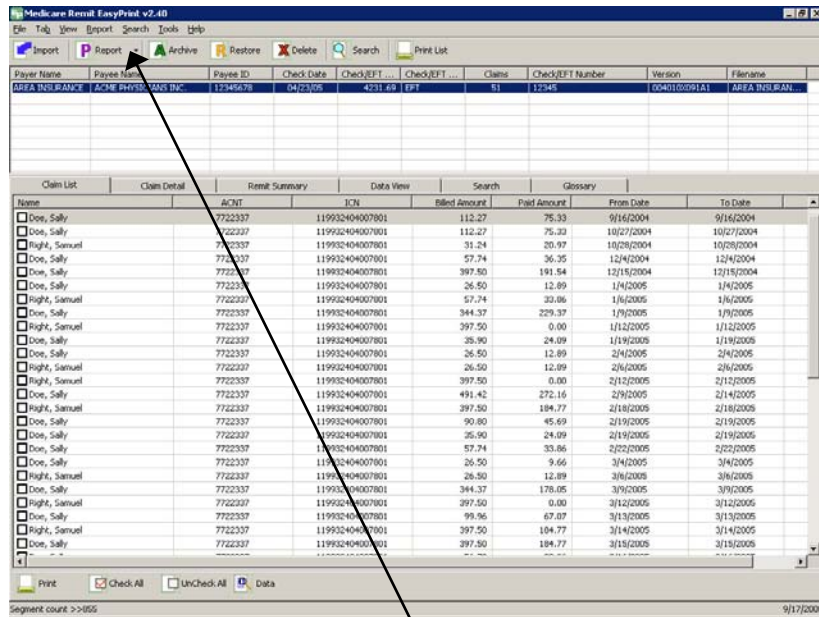 Medicare Remit EasyPrint v2.40
File Tab View Report Search Tools Help
Import Report Archive Restore Delete Search Print List
Payer Name Payee Name Payee ID Check Date Check/EFT ... Check/EFT ... Claims Check/EFT Number Version Filename
AREA INSURANCE ACME PHYSICIANS INC. 12345678 04/23/05 4231.69 EFT 51 12345 004010X091A1 AREA INSURAN...
Claim List Claim Detail Remit Summary Data View Search Glossary
Name ACNT ICN Billed Amount Paid Amount From Date To Date
Doe, Sally 7722337 119932404007801 112.27 75.33 9/16/2004 9/16/2004
Doe, Sally 7722337 119932404007801 112.27 75.33 10/27/2004 10/27/2004
Right, Samuel 7722337 119932404007801 31.24 20.97 10/28/2004 10/28/2004
Doe, Sally 7722337 119932404007801 57.74 36.35 12/4/2004 12/4/2004
Doe, Sally 7722337 119932404007801 397.50 191.54 12/15/2004 12/15/2004
Doe, Sally 7722337 119932404007801 26.50 12.89 1/4/2005 1/4/2005
Right, Samuel 7722337 119932404007801 57.74 33.86 1/6/2005 1/6/2005
Doe, Sally 7722337 119932404007801 344.37 229.37 1/9/2005 1/9/2005
Right, Samuel 7722337 119932404007801 397.50 0.00 1/12/2005 1/12/2005
Doe, Sally 7722337 119932404007801 35.90 24.09 1/19/2005 1/19/2005
Doe, Sally 7722337 119932404007801 26.50 12.89 2/4/2005 2/4/2005
Right, Samuel 7722337 119932404007801 26.50 12.89 2/6/2005 2/6/2005
Right, Samuel 7722337 119932404007801 397.50 0.00 2/12/2005 2/12/2005
Doe, Sally 7722337 119932404007801 491.42 272.16 2/9/2005 2/14/2005
Right, Samuel 7722337 119932404007801 397.50 184.77 2/18/2005 2/18/2005
Doe, Sally 7722337 119932404007801 90.80 45.69 2/19/2005 2/19/2005
Doe, Sally 7722337 119932404007801 35.90 24.09 2/19/2005 2/19/2005
Doe, Sally 7722337 119932404007801 57.74 33.86 2/22/2005 2/22/2005
Doe, Sally 7722337 119932404007801 26.50 9.66 3/4/2005 3/4/2005
Right, Samuel 7722337 119932404007801 26.50 12.89 3/6/2005 3/6/2005
Doe, Sally 7722337 119932404007801 344.37 178.05 3/9/2005 3/9/2005
Right, Samuel 7722337 119932404007801 397.50 0.00 3/12/2005 3/12/2005
Doe, Sally 7722337 119932404007801 99.96 67.07 3/13/2005 3/13/2005
Right, Samuel 7722337 119932404007801 397.50 184.77 3/14/2005 3/14/2005
Doe, Sally 7722337 119932404007801 397.50 184.77 3/15/2005 3/15/2005
Print Check All UnCheck All Data
Segment count >>855 9/17/200